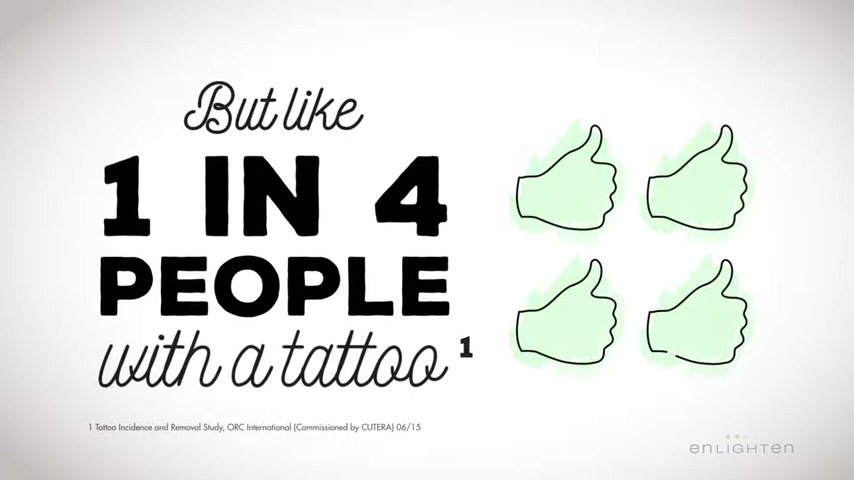 But like
1 IN 4
PEOPLE
with a tattoo 1
1 Tattoo Incidence and Removal Study, ORC International (Commissioned by CUTERA) 06/15
enLIGHTen